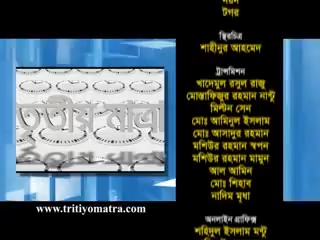 টগর
স্থিরচিত্র
শাহীনুর আহমেদ
ট্রান্সমিশন
খাদেমুল রসুল রাজু
মোস্তাফিজুর রহমান নান্টু
মিল্টন সেন
মোঃ আমিনুল ইসলাম
মোঃ আসাদুর রহমান
মশিউর রহমান স্বপন
মশিউর রহমান মামুন
আল আমিন
মোঃ শিহাব
নাদিম মৃধা
অনলাইন গ্রাফিক্স
শহিদুল ইসলাম মন্টু
তৃতীয় মাত্রা
www.tritiyomatra.com